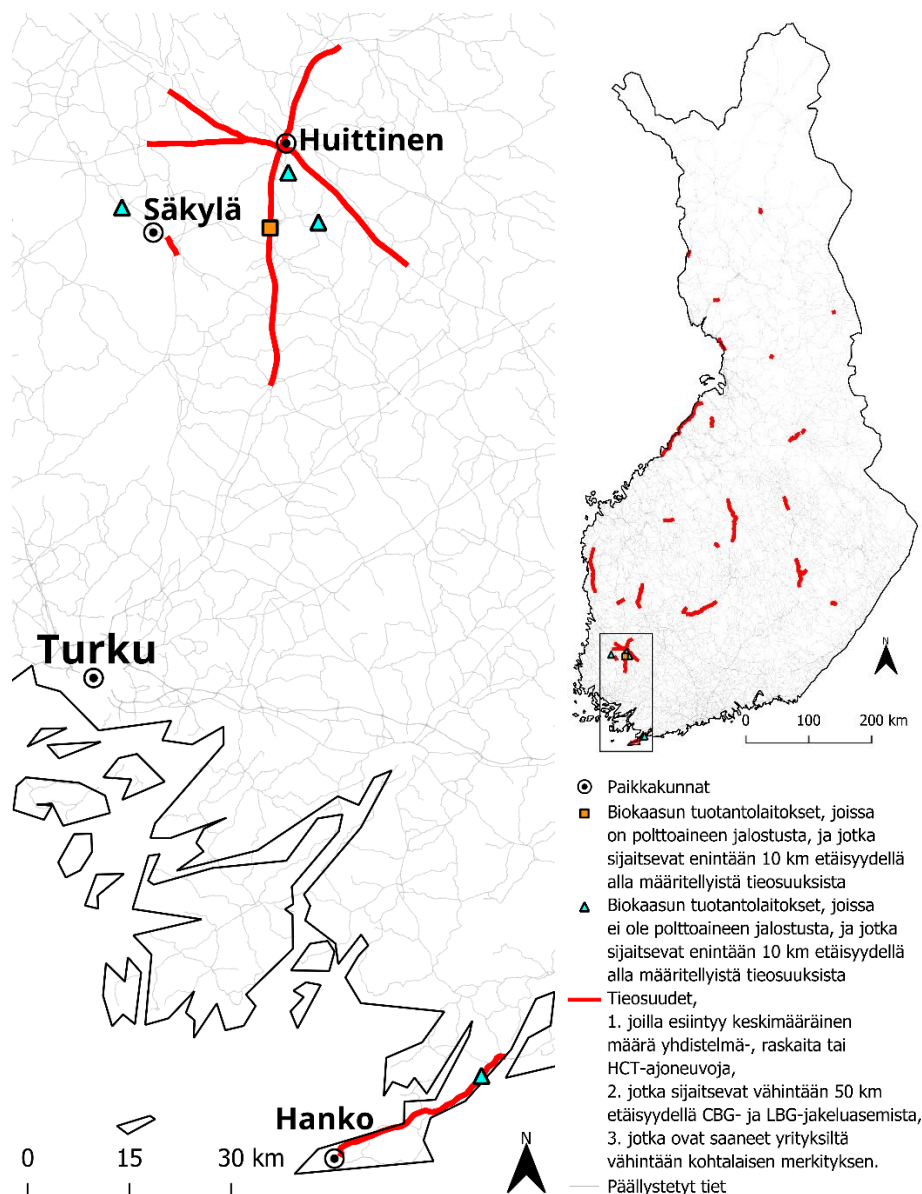 Huittinen
Säkylä
Turku
Hanko
0 15 30 km
N
N
0 100 200 km
Paikkakunnat
Biokaasun tuotantolaitokset, joissa
on polttoaineen jalostusta, ja jotka
sijaitsevat enintään 10 km etäisyydellä
alla määritellyistä tieosuuksista
Biokaasun tuotantolaitokset, joissa
ei ole polttoaineen jalostusta, ja jotka
sijaitsevat enintään 10 km etäisyydellä
alla määritellyistä tieosuuksista
Tieosuudet,
1. joilla esiintyy keskimääräinen
määrä yhdistelmä-, raskaita tai
HCT-ajoneuvoja,
2. jotka sijaitsevat vähintään 50 km
etäisyydellä CBG- ja LBG-jakeluasemista,
3. jotka ovat saaneet yrityksiltä
vähintään kohtalaisen merkityksen.
Päällystetyt tiet